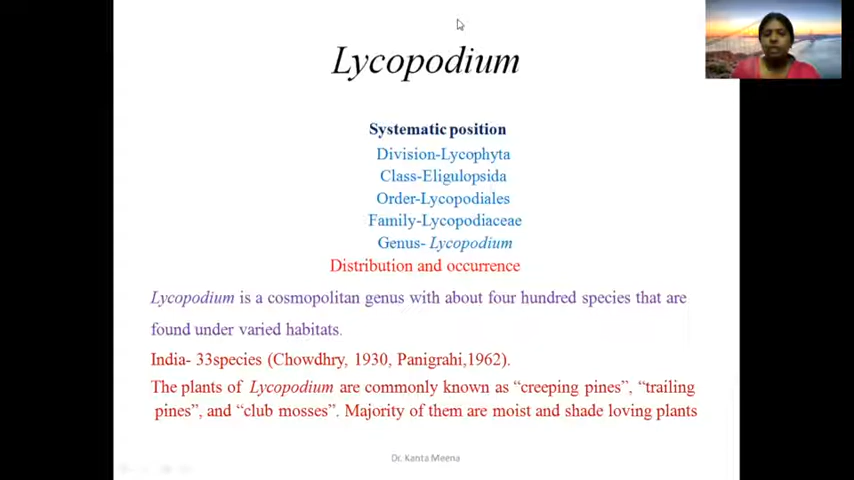 Lycopodium
Systematic position
Division-Lycophyta
Class-Eligulopsida
Order-Lycopodiales
Family-Lycopodiaceae
Genus- Lycopodium
Distribution and occurrence
Lycopodium is a cosmopolitan genus with about four hundred species that are
found under varied habitats.
India- 33species (Chowdhry, 1930, Panigrahi,1962).
The plants of Lycopodium are commonly known as “creeping pines”, “trailing
pines”, and “club mosses”. Majority of them are moist and shade loving plants
Dr. Kanta Meena